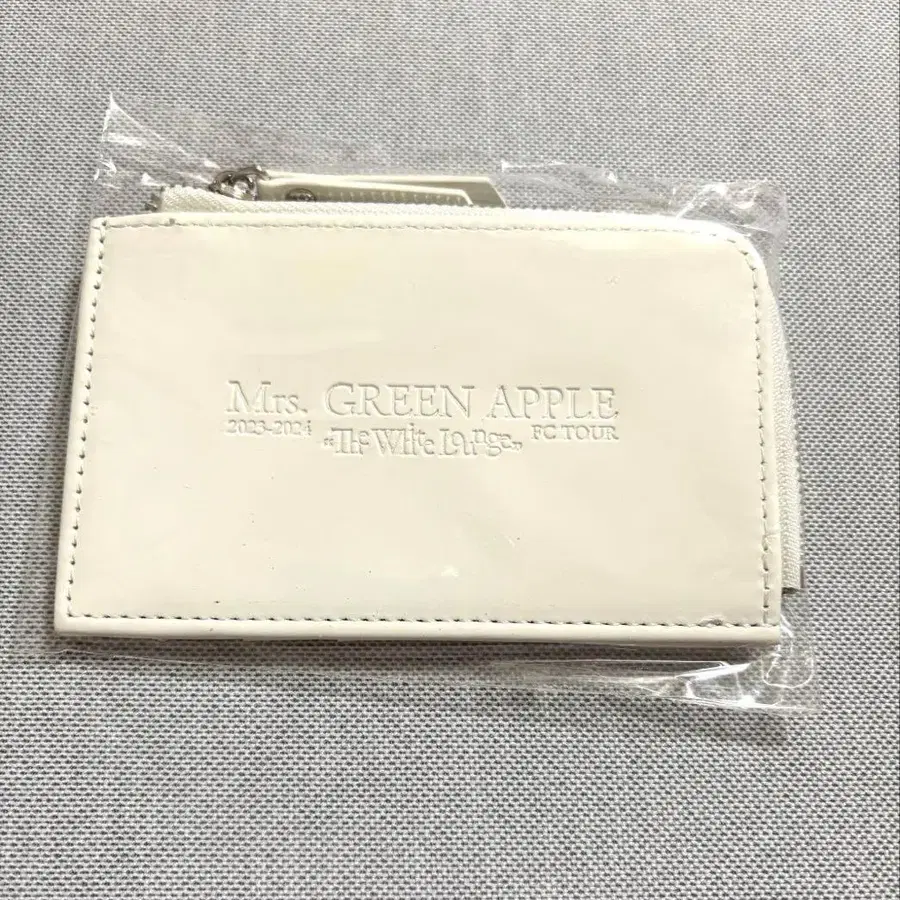 Mrs. GREEN APPLE
2023-2024 “The White Lounge” FC TOUR